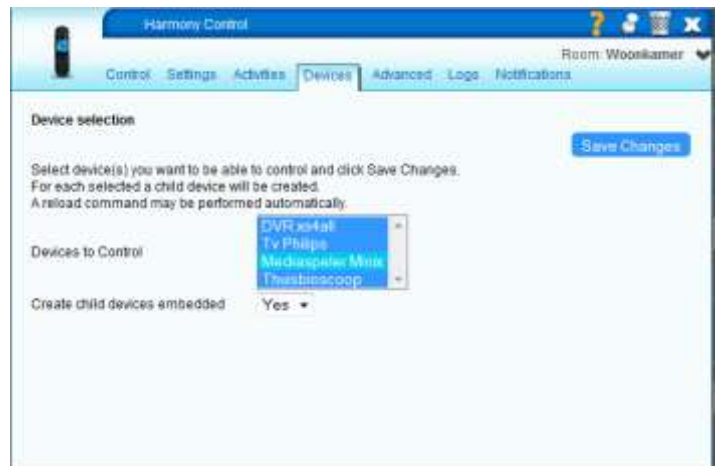 Harmony Control
Room: Woonkamer
Control Settings Activities Devices Advanced Logs Notifications
Device selection
Save Changes
Select device(s) you want to be able to control and click Save Changes.
For each selected a child device will be created.
A reload command may be performed automatically.
DVR xs4all
Tv Philips
Devices to Control
Mediaspeler Minix
Thuisbioscoop
Create child devices embedded Yes